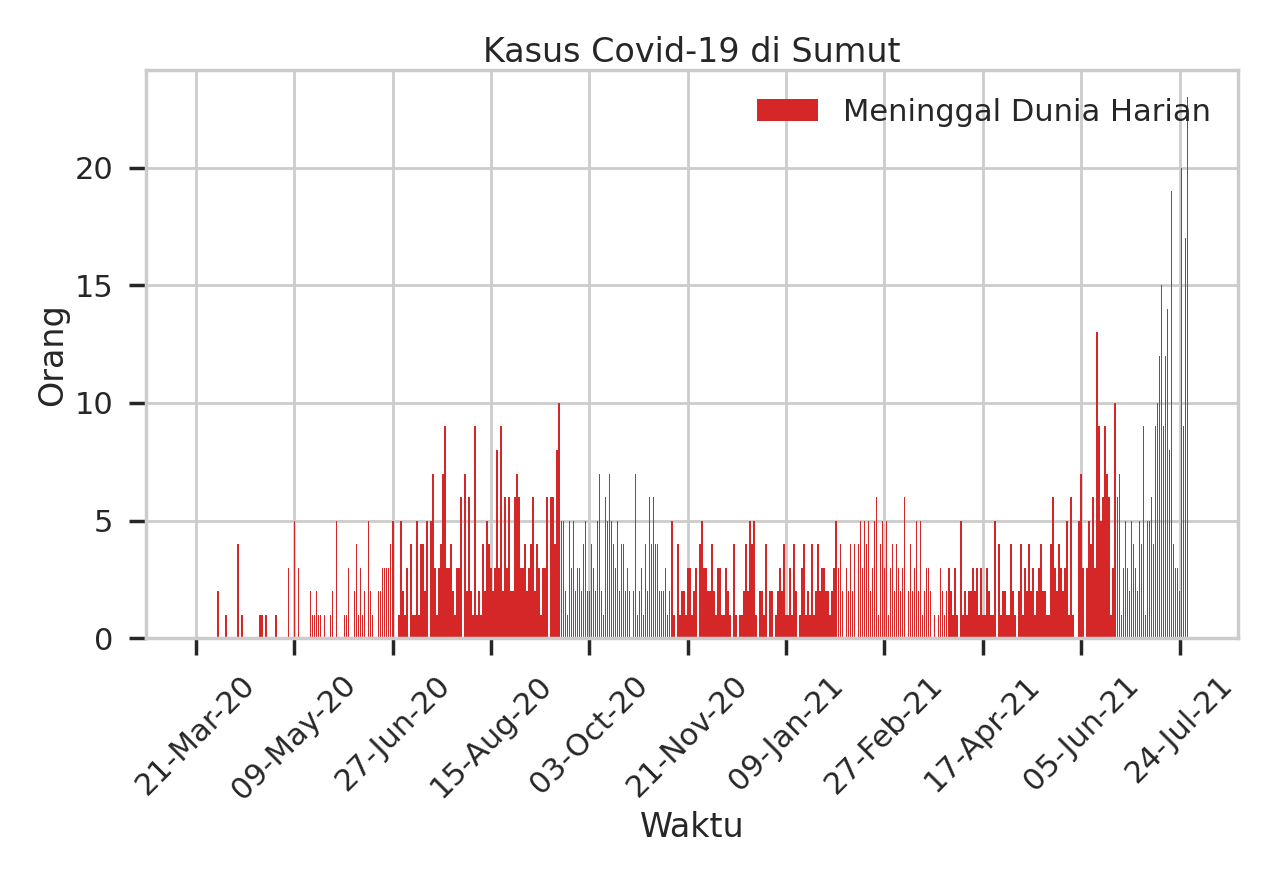 Kasus Covid-19 di Sumut
Meninggal Dunia Harian
Orang
20
15
10
5
0
21-Mar-20
09-May-20
27-Jun-20
15-Aug-20
03-Oct-20
21-Nov-20
09-Jan-21
27-Feb-21
17-Apr-21
05-Jun-21
24-Jul-21
Waktu